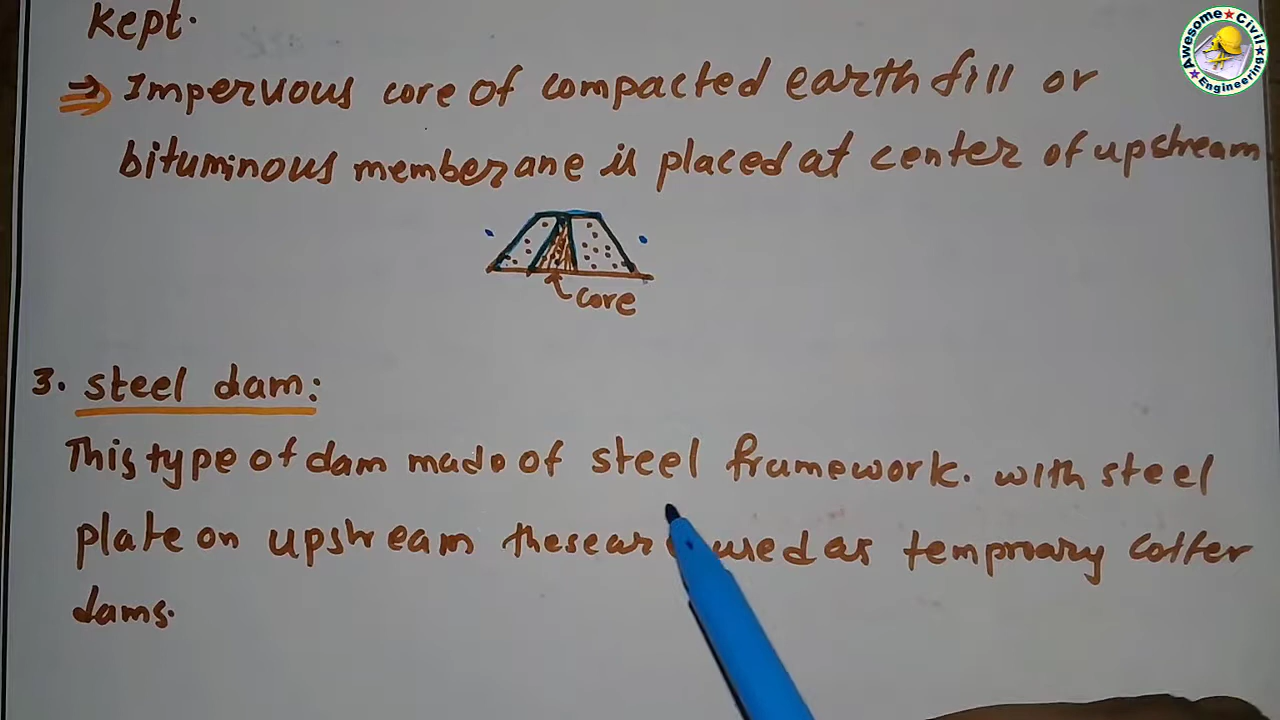 Kept.
⇒ Impervuous core of compacted earth fill or
bituminous memberane is placed at center of upstream
core
3. steel dam:
This type of dam made of steel framework. with steel
plate on upstream these are used as temprary coffer
dams.
Awesome Civil Engineering